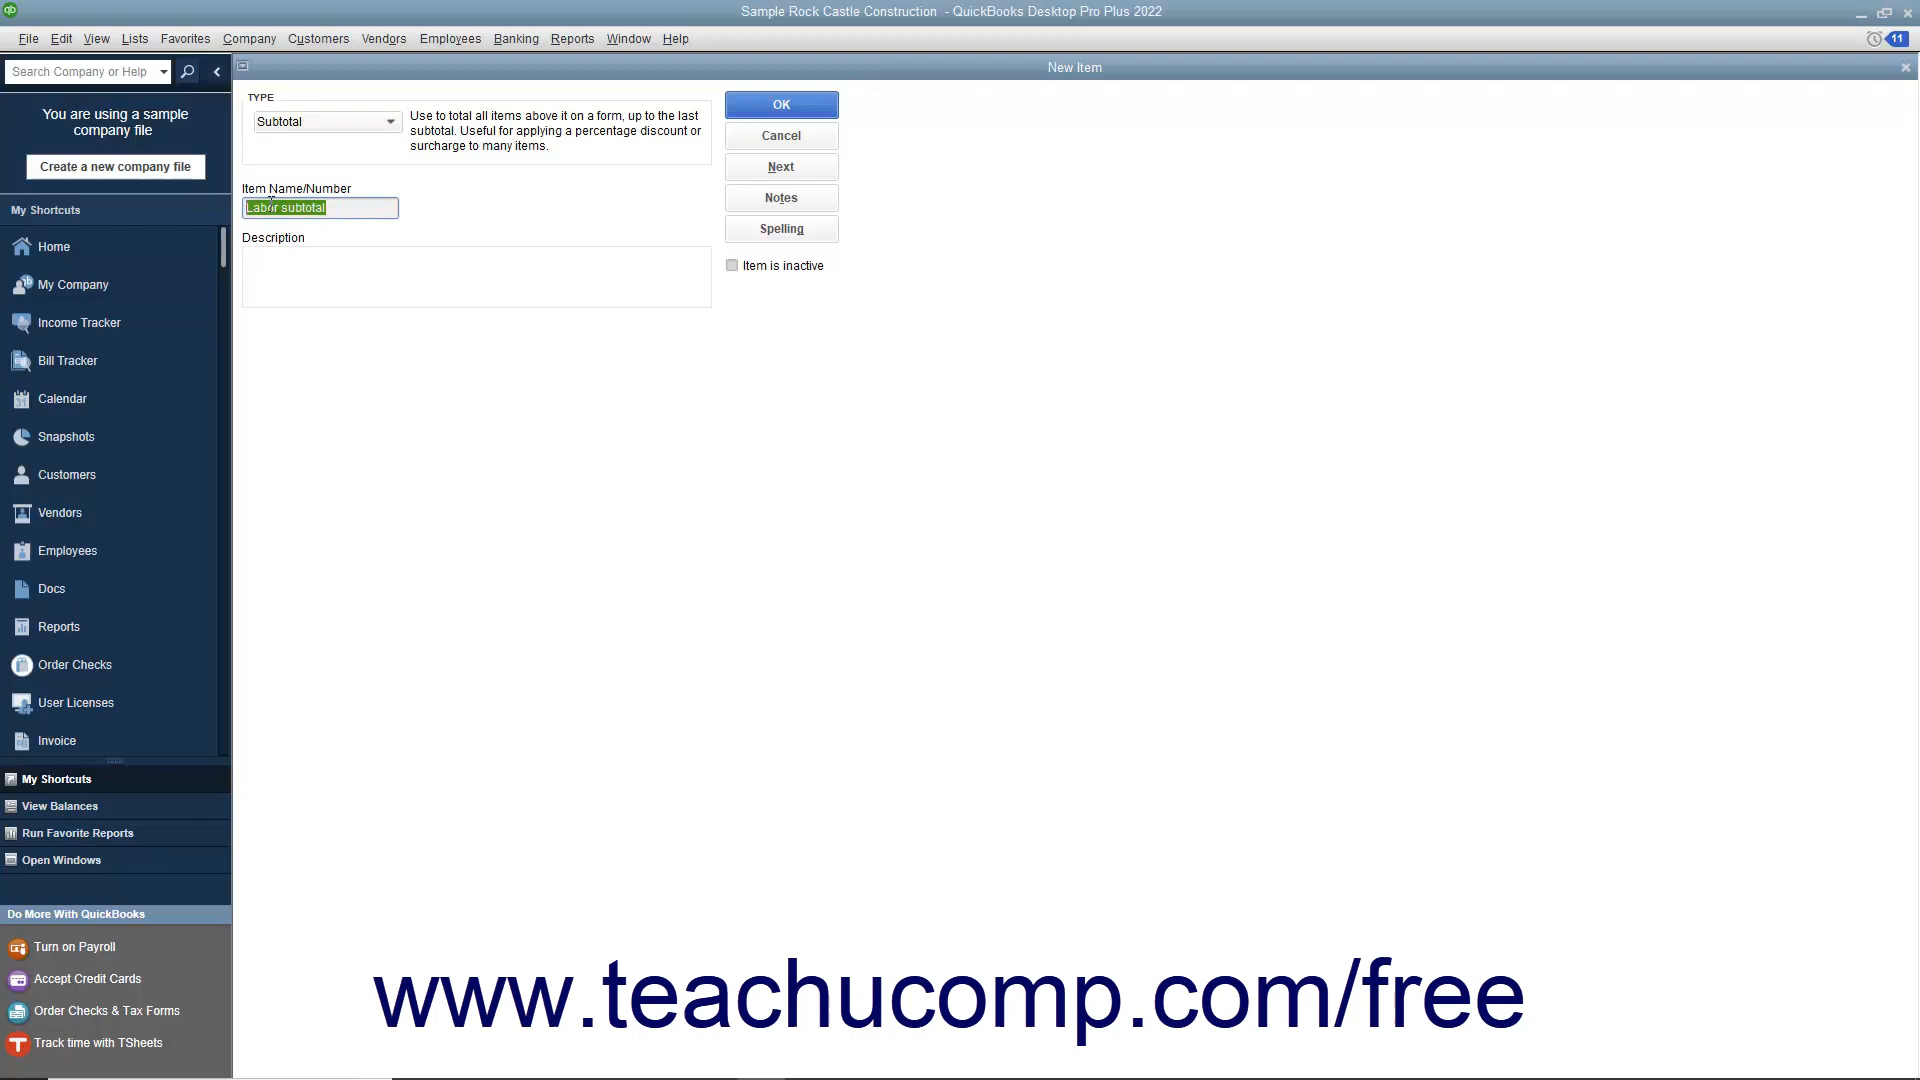 Sample Rock Castle Construction - QuickBooks Desktop Pro Plus 2022
File Edit View Lists Favorites Company Customers Vendors Employees Banking Reports Window Help
11
Search Company or Help
New Item
You are using a sample
company file
Create a new company file
My Shortcuts
Home
My Company
Income Tracker
Bill Tracker
Calendar
Snapshots
Customers
Vendors
Employees
Docs
Reports
Order Checks
User Licenses
Invoice
My Shortcuts
View Balances
Run Favorite Reports
Open Windows
Do More With QuickBooks
Turn on Payroll
Accept Credit Cards
Order Checks & Tax Forms
Track time with TSheets
TYPE
Subtotal
Use to total all items above it on a form, up to the last
subtotal. Useful for applying a percentage discount or
surcharge to many items.
Item Name/Number
Labor subtotal
Description
OK
Cancel
Next
Notes
Spelling
Item is inactive
www.teachucomp.com/free